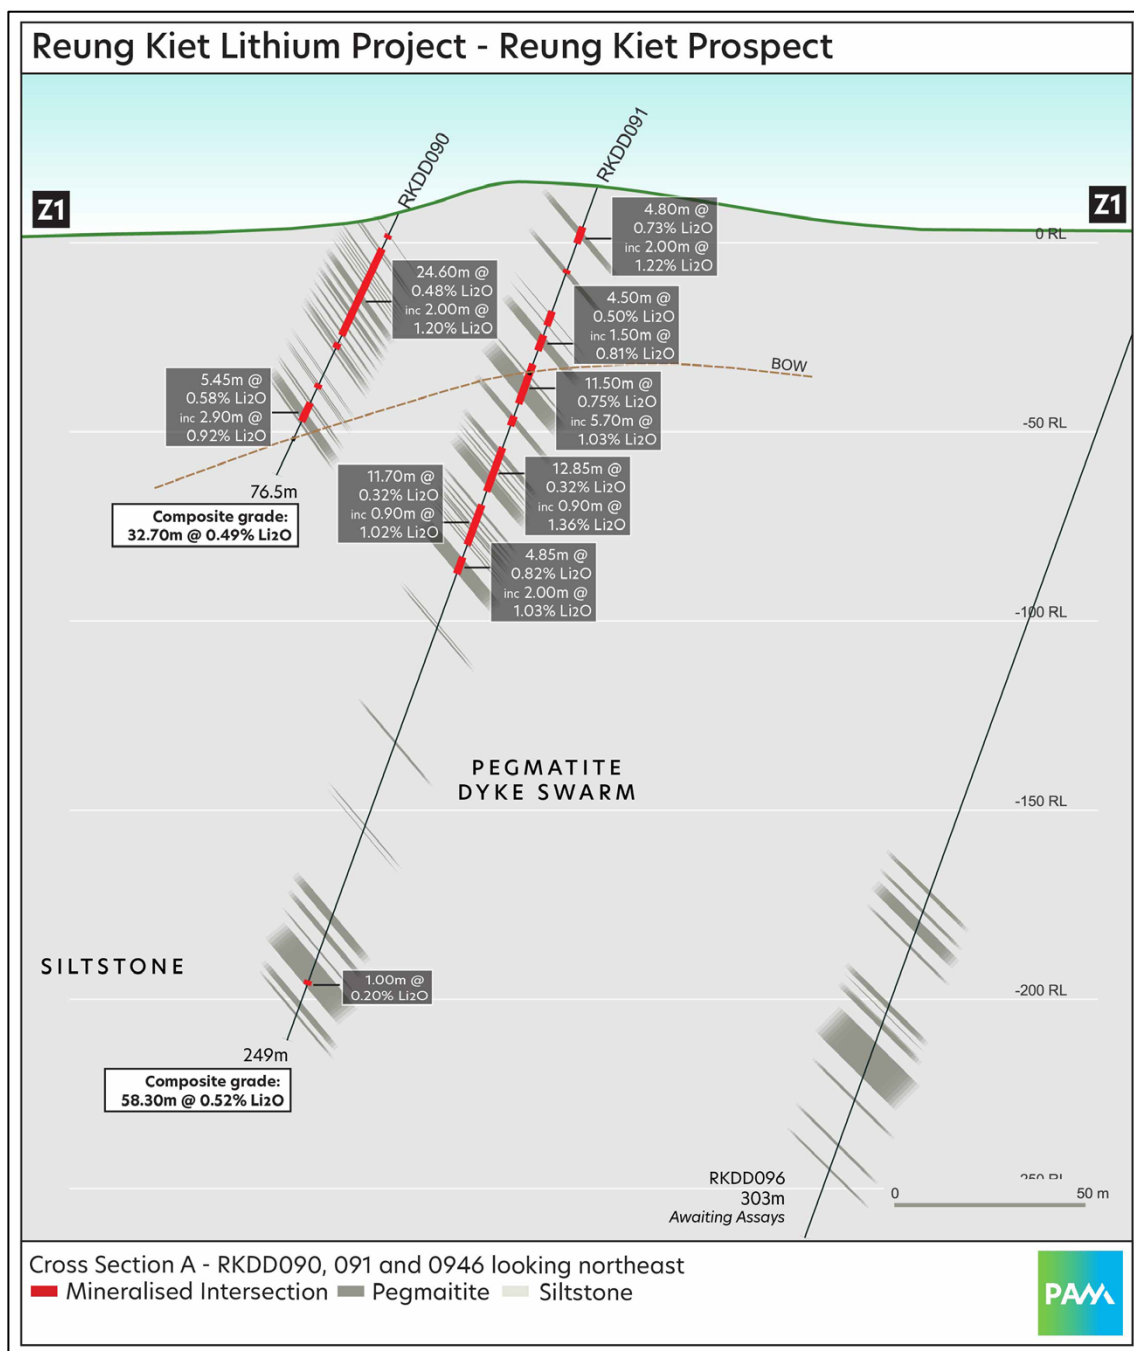 Reung Kiet Lithium Project - Reung Kiet Prospect
RKDD090
RKDD091
Z1
Z1
0 RL
4.80m @
0.73% Li2O
inc 2.00m @
1.22% Li2O
24.60m @
0.48% Li2O
inc 2.00m @
1.20% Li2O
4.50m @
0.50% Li2O
inc 1.50m @
0.81% Li2O
BOW
5.45m @
0.58% Li2O
inc 2.90m @
0.92% Li2O
11.50m @
0.75% Li2O
inc 5.70m @
1.03% Li2O
-50 RL
76.5m
Composite grade:
32.70m @ 0.49% Li2O
11.70m @
0.32% Li2O
inc 0.90m @
1.02% Li2O
12.85m @
0.32% Li2O
inc 0.90m @
1.36% Li2O
4.85m @
0.82% Li2O
inc 2.00m @
1.03% Li2O
-100 RL
PEGMATITE
DYKE SWARM
-150 RL
SILTSTONE
1.00m @
0.20% Li2O
-200 RL
249m
Composite grade:
58.30m @ 0.52% Li2O
RKDD096
303m
Awaiting Assays
-250 RL
0 50 m
Cross Section A - RKDD090, 091 and 0946 looking northeast
Mineralised Intersection Pegmaitite Siltstone
PAM